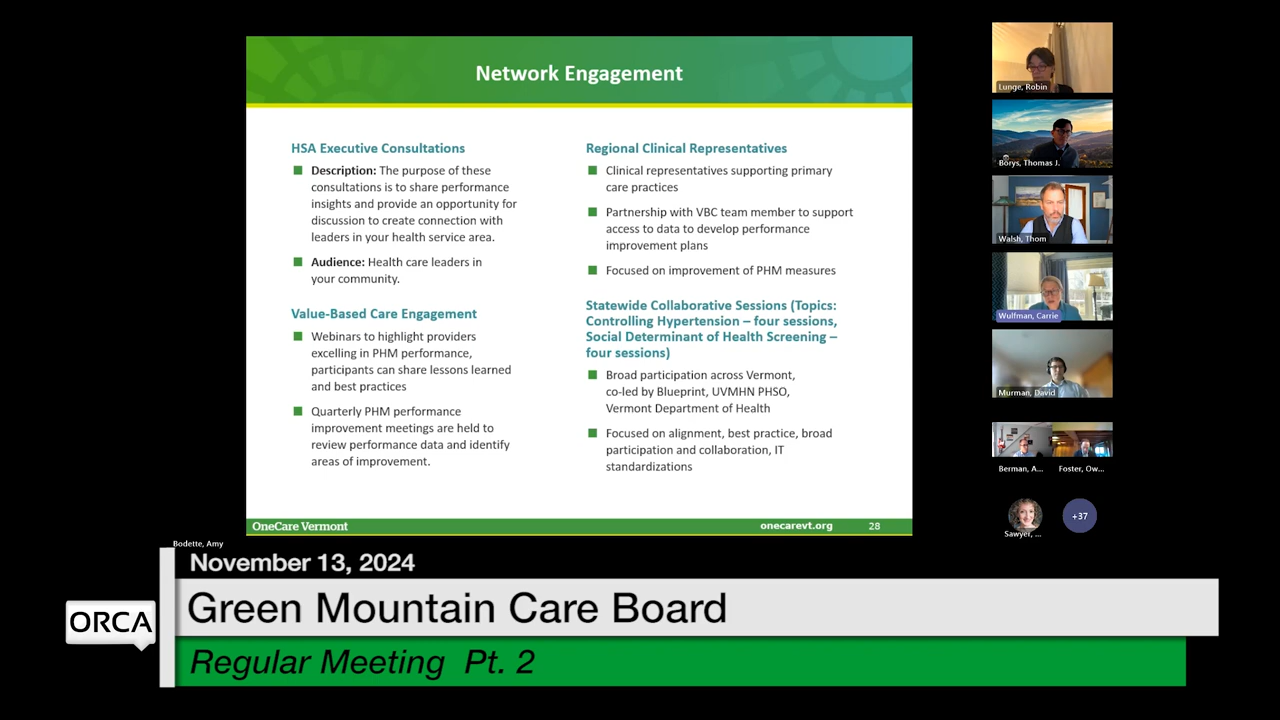 Network Engagement
HSA Executive Consultations
Description: The purpose of these
consultations is to share performance
insights and provide an opportunity for
discussion to create connection with
leaders in your health service area.
Audience: Health care leaders in
your community.
Value-Based Care Engagement
Webinars to highlight providers
excelling in PHM performance,
participants can share lessons learned
and best practices
Quarterly PHM performance
improvement meetings are held to
review performance data and identify
areas of improvement.
Regional Clinical Representatives
Clinical representatives supporting primary
care practices
Partnership with VBC team member to support
access to data to develop performance
improvement plans
Focused on improvement of PHM measures
Statewide Collaborative Sessions (Topics:
Controlling Hypertension – four sessions,
Social Determinant of Health Screening –
four sessions)
Broad participation across Vermont,
co-led by Blueprint, UVMHN PHSO,
Vermont Department of Health
Focused on alignment, best practice, broad
participation and collaboration, IT
standardizations
OneCare Vermont
onecarevt.org 28
Lunge, Robin
Borys, Thomas J.
Walsh, Thom
Wulfman, Carrie
Murman, David
Berman, A...
Foster, Ow...
Sawyer, ...
+37
Bodette, Amy
November 13, 2024
ORCA
Green Mountain Care Board
Regular Meeting Pt. 2